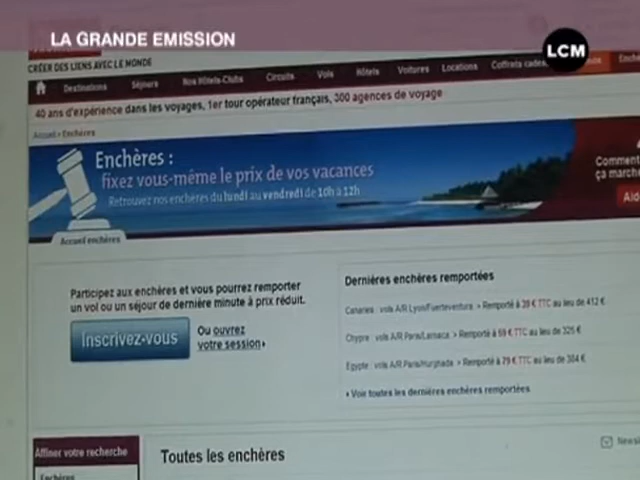 LA GRANDE EMISSION
LCM
CRÉER DES LIENS AVEC LE MONDE
Destinations Séjours Nos Hôtels-Clubs Circuits Vols Hôtels Voitures Locations Coffrets cadea
40 ans d'expérience dans les voyages, 1er tour opérateur français, 300 agences de voyage
Accueil > Enchères
Enchères :
fixez vous-même le prix de vos vacances
Retrouvez nos enchères du lundi au vendredi de 10h à 12h
Comment
ça march
Aid
Accueil enchères
Participez aux enchères et vous pourrez remporter
un vol ou un séjour de dernière minute à prix réduit.
Inscrivez-vous
Ou ouvrez
votre session
Dernières enchères remportées
Canaries : vols A/R Lyon/Fuerteventura > Remporté à 39 € TTC au lieu de 412 €
Chypre : vols A/R Paris/Larnaca > Remporté à 59 € TTC au lieu de 325 €
Egypte : vols A/R Paris/Hurghada > Remporté à 79 € TTC au lieu de 304 €
Voir toutes les dernières enchères remportées
Affiner votre recherche
Enchères
Toutes les enchères
Newsl